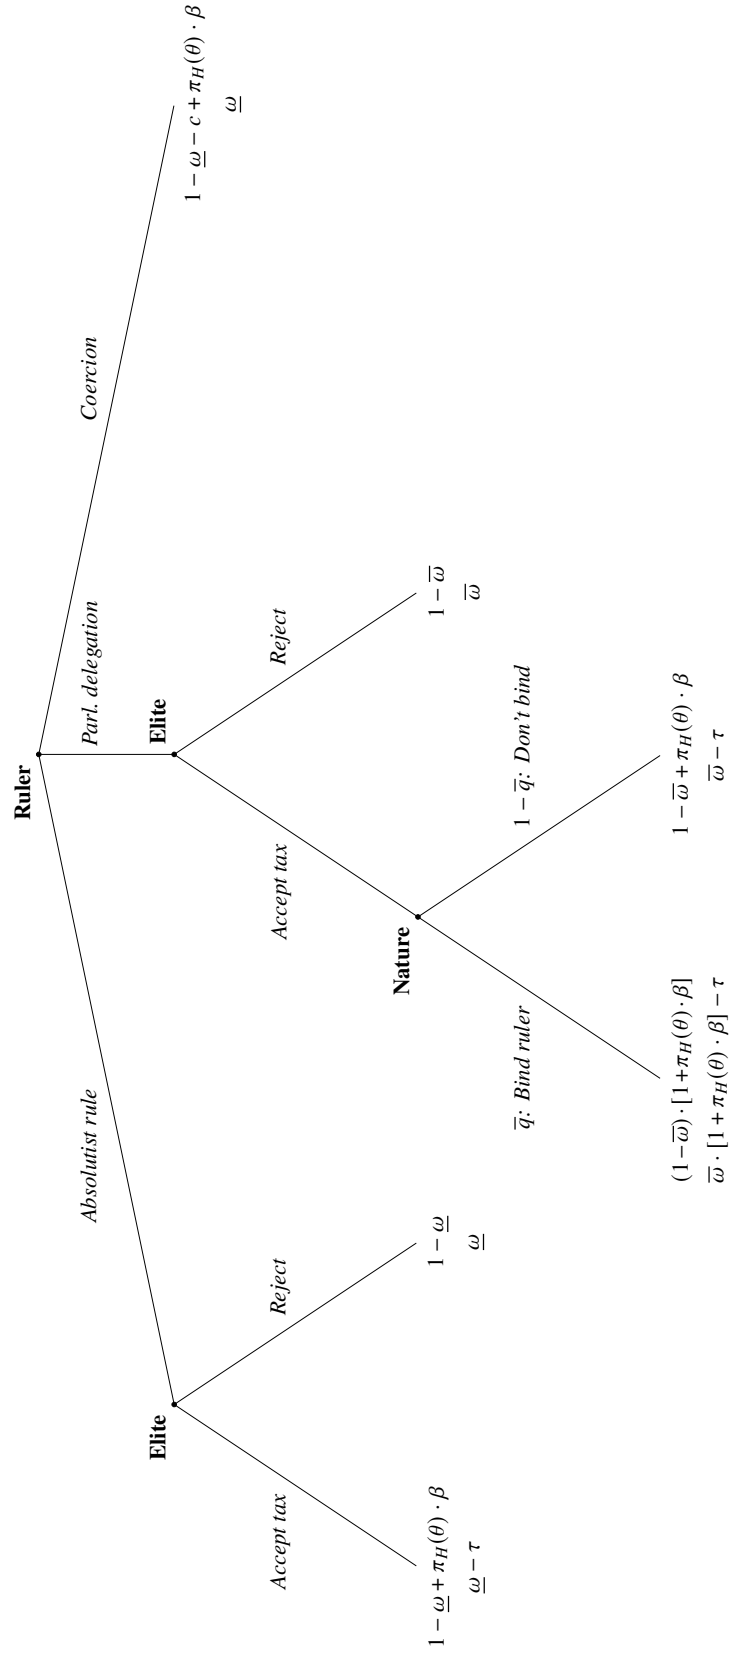 Ruler
Absolutist rule
Parl. delegation
Coercion
Elite
Elite
1 − <u>ω</u> − c + π_H(θ) · β
<u>ω</u>
Accept tax
Reject
Accept tax
Reject
1 − <u>ω</u> + π_H(θ) · β
<u>ω</u> − τ
1 − <u>ω</u>
<u>ω</u>
Nature
1 − ω̅
ω̅
q̅: Bind ruler
1 − q̅: Don't bind
(1−ω̅)·[1+π_H(θ)·β]
ω̅ · [1 + π_H(θ) · β] − τ
1 − ω̅ + π_H(θ) · β
ω̅ − τ